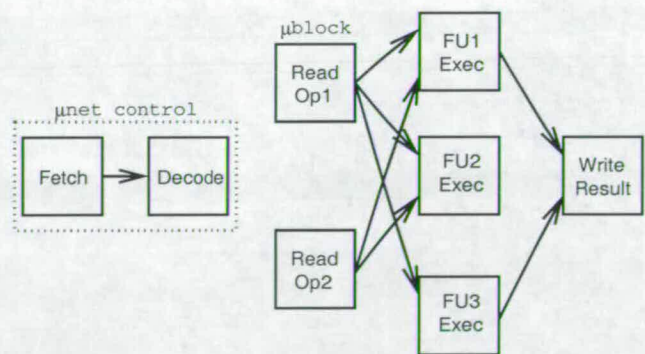 μblock
Read
Op1
FU1
Exec
μnet control
Fetch
Decode
FU2
Exec
Write
Result
Read
Op2
FU3
Exec